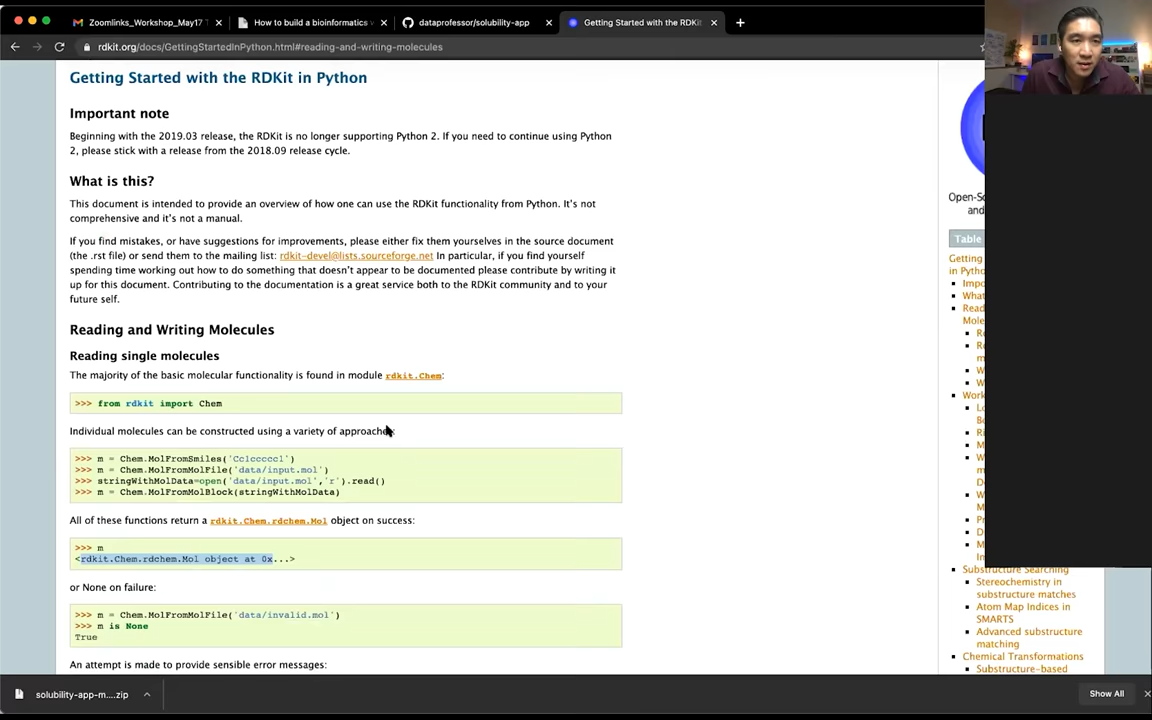 Zoomlinks_Workshop_May17
How to build a bioinformatics
dataprofessor/solubility-app
Getting Started with the RDKi
rdkit.org/docs/GettingStartedInPython.html#reading-and-writing-molecules
Getting Started with the RDKit in Python
Important note
Beginning with the 2019.03 release, the RDKit is no longer supporting Python 2. If you need to continue using Python
2, please stick with a release from the 2018.09 release cycle.
What is this?
This document is intended to provide an overview of how one can use the RDKit functionality from Python. It's not
comprehensive and it's not a manual.
If you find mistakes, or have suggestions for improvements, please either fix them yourselves in the source document
(the .rst file) or send them to the mailing list: rdkit-devel@lists.sourceforge.net In particular, if you find yourself
spending time working out how to do something that doesn't appear to be documented please contribute by writing it
up for this document. Contributing to the documentation is a great service both to the RDKit community and to your
future self.
Reading and Writing Molecules
Reading single molecules
The majority of the basic molecular functionality is found in module rdkit.Chem:
>>> from rdkit import Chem
Individual molecules can be constructed using a variety of approaches:
>>> m = Chem.MolFromSmiles('Cc1ccccc1')
>>> m = Chem.MolFromMolFile('data/input.mol')
>>> stringWithMolData=open('data/input.mol','r').read()
>>> m = Chem.MolFromMolBlock(stringWithMolData)
All of these functions return a rdkit.Chem.rdchem.Mol object on success:
>>> m
<rdkit.Chem.rdchem.Mol object at 0x...>
or None on failure:
>>> m = Chem.MolFromMolFile('data/invalid.mol')
>>> m is None
True
An attempt is made to provide sensible error messages:
Open-So
and
Table
Getting
in Pytho
Impo
What
Read
Mole
Work
Substructure Searching
Stereochemistry in
substructure matches
Atom Map Indices in
SMARTS
Advanced substructure
matching
Chemical Transformations
Substructure-based
solubility-app-m....zip
Show All